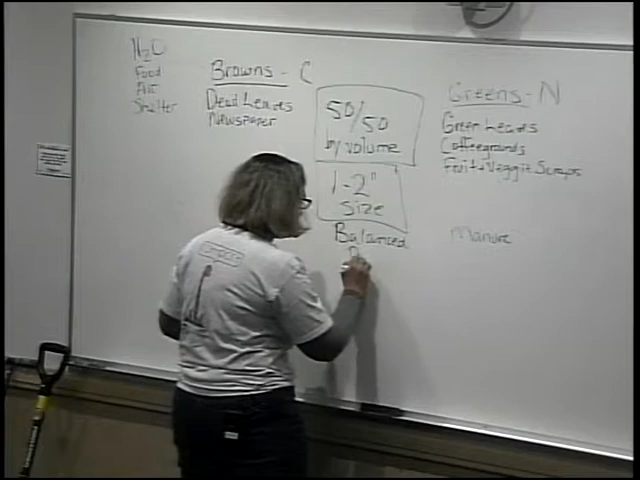 H2O
Food
Air
Shelter
Browns - C
Dead Leaves
Newspaper
50/50
by volume
1-2"
size
Balanced
Greens - N
Green Leaves
Coffeegrounds
Fruit + Veggie Scraps
Manure